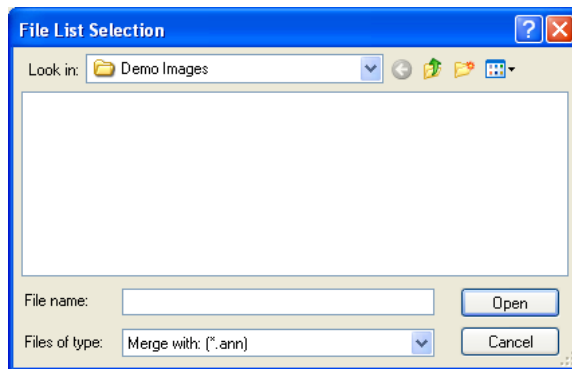 File List Selection
Look in: Demo Images
File name:
Open
Files of type: Merge with: (*.ann)
Cancel